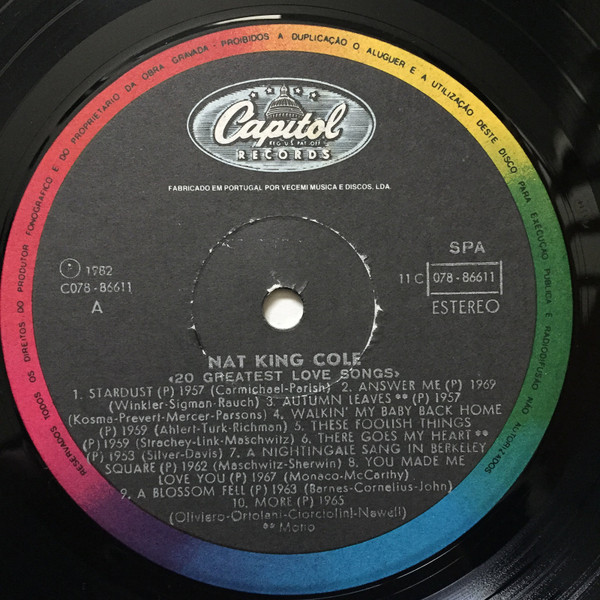 RESERVADOS TODOS OS DIREITOS DO PRODUTOR FONOGRÁFICO E DO PROPRIETÁRIO DA OBRA GRAVADA · PROIBIDOS A DUPLICAÇÃO O ALUGUER E A UTILIZAÇÃO DESTE DISCO PARA EXECUÇÃO PUBLICA E RADIODIFUSÃO NÃO AUTORIZADOS
Capitol
REG. U.S. PAT. OFF.
RECORDS
FABRICADO EM PORTUGAL POR VECEMI MUSICA E DISCOS, LDA.
SPA
Ⓟ 1982
C078-86611
A
11 C 078-86611
ESTEREO
NAT KING COLE
«20 GREATEST LOVE SONGS»
1. STARDUST (P) 1957 (Carmichael-Parish) 2. ANSWER ME (P) 1969
(Winkler-Sigman-Rauch) 3. AUTUMN LEAVES ** (P) 1957
(Kosma-Prevert-Mercer-Parsons) 4. WALKIN' MY BABY BACK HOME
(P) 1959 (Ahlert-Turk-Richman) 5. THESE FOOLISH THINGS
(P) 1959 (Strachey-Link-Maschwitz) 6. THERE GOES MY HEART **
(P) 1953 (Silver-Davis) 7. A NIGHTINGALE SANG IN BERKELEY
SQUARE (P) 1962 (Maschwitz-Sherwin) 8. YOU MADE ME
LOVE YOU (P) 1967 (Monaco-McCarthy)
9. A BLOSSOM FELL (P) 1963 (Barnes-Cornelius-John)
10. MORE (P) 1965
(Oliviero-Ortolani-Ciorciolini-Newell)
** Mono